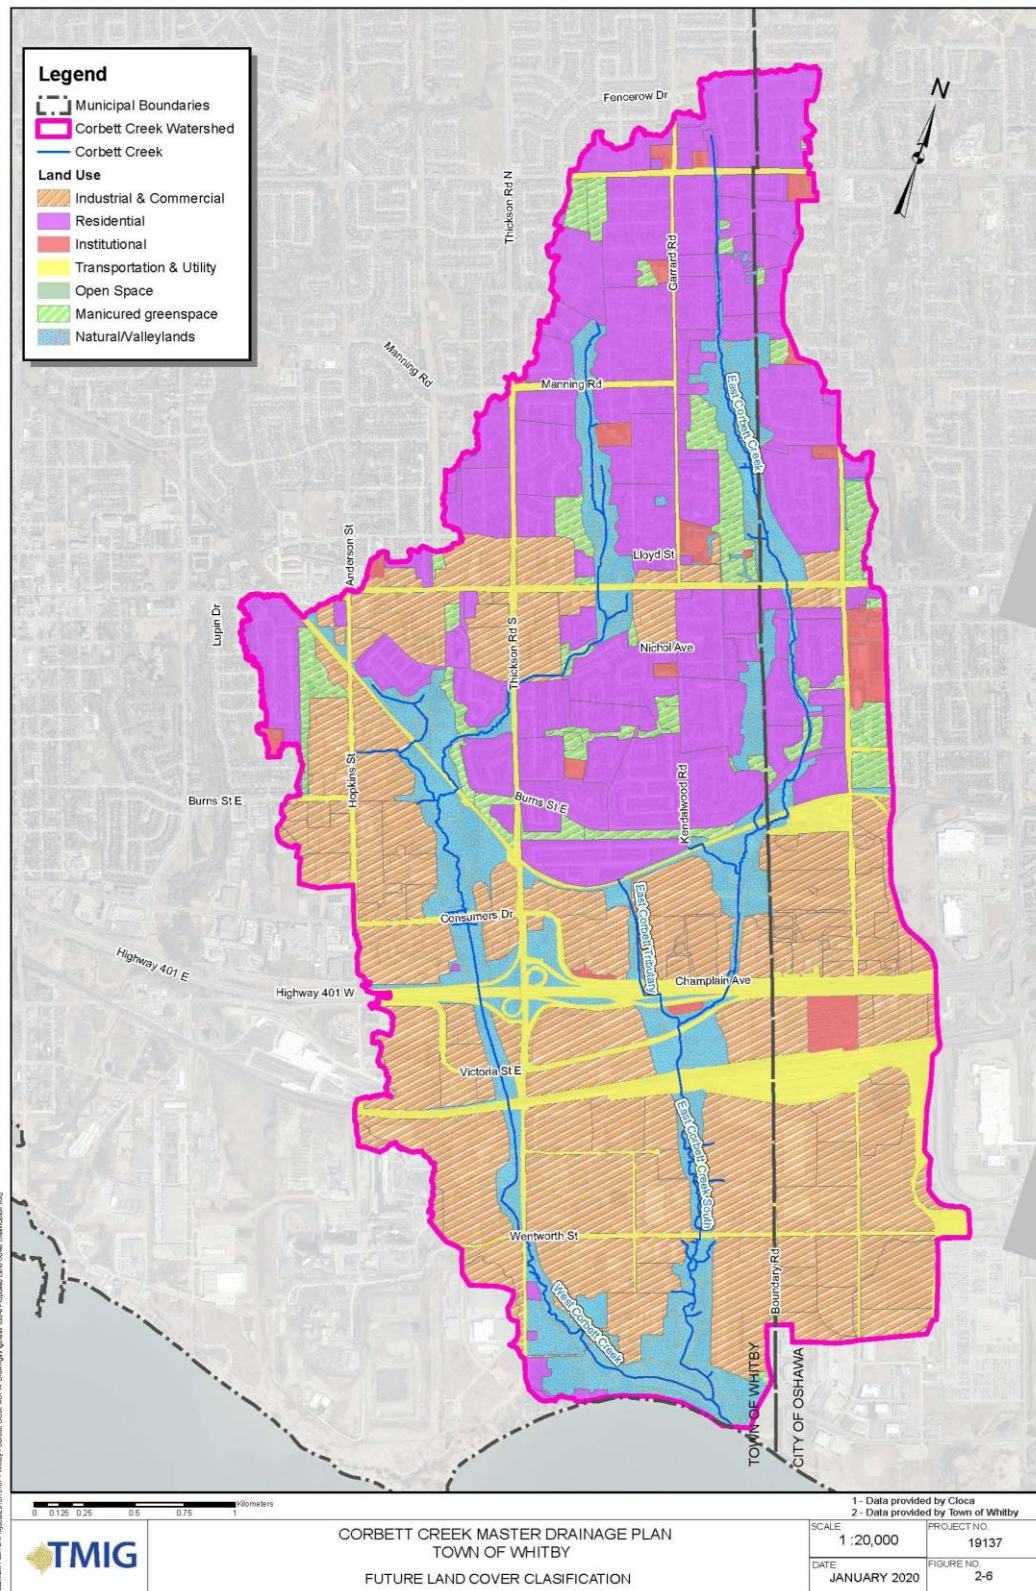 Legend
Municipal Boundaries
Corbett Creek Watershed
Corbett Creek
Land Use
Industrial & Commercial
Residential
Institutional
Transportation & Utility
Open Space
Manicured greenspace
Natural/Valleylands
N
Fencerow Dr
Thickson Rd N
Garrard Rd
Manning Rd
Manning Rd
East Corbett Creek
Anderson St
Lloyd St
Lupin Dr
Thickson Rd S
Nichol Ave
Hopkins St
Burns St E
Burns St E
Kendalwood Rd
Consumers Dr
East Corbett Tributary
Highway 401 E
Highway 401 W
Champlain Ave
Victoria St E
East Corbett Creek South
Wentworth St
West Corbett Creek
Boundary Rd
TOWN OF WHITBY
CITY OF OSHAWA
Kilometers
0 0.125 0.25 0.5 0.75 1
1 - Data provided by Cloca
2 - Data provided by Town of Whitby
TMIG
CORBETT CREEK MASTER DRAINAGE PLAN
TOWN OF WHITBY
FUTURE LAND COVER CLASIFICATION
SCALE
1 :20,000
PROJECT NO.
19137
DATE
JANUARY 2020
FIGURE NO.
2-6